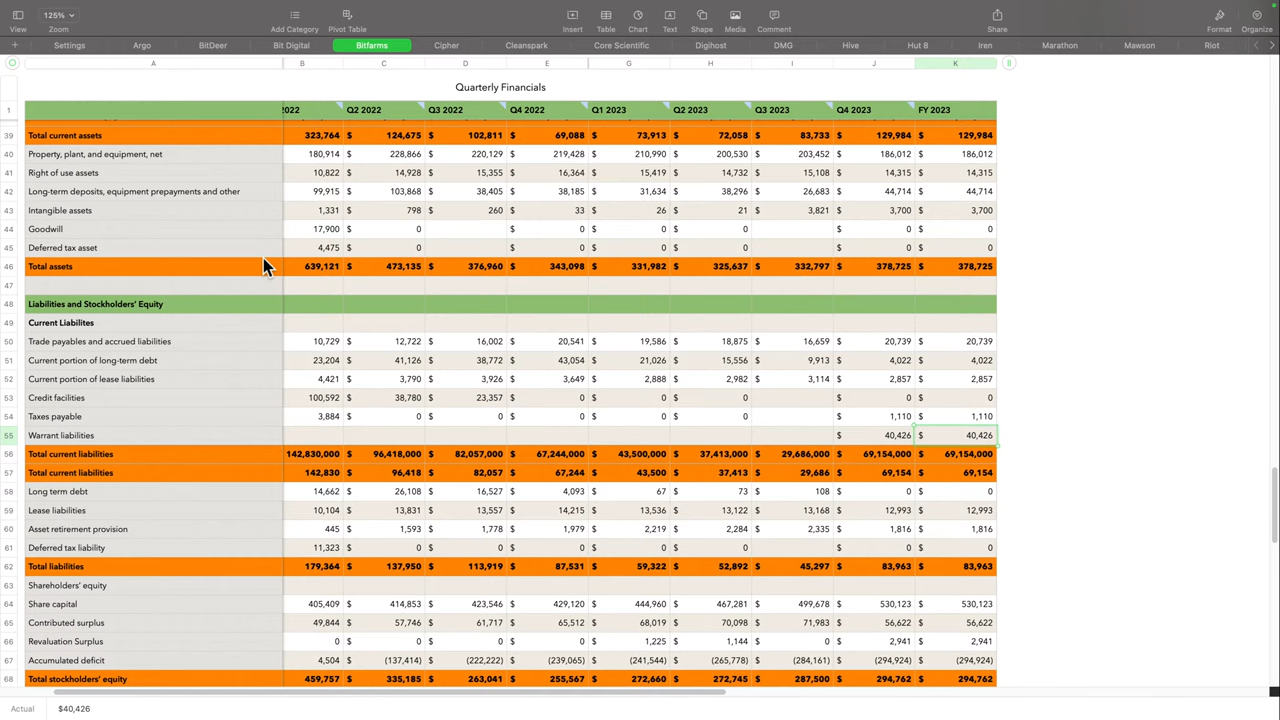 125%
View
Zoom
Add Category
Pivot Table
Insert
Table
Chart
Text
Shape
Media
Comment
Share
Format
Organize
+ Settings Argo BitDeer Bit Digital Bitfarms Cipher Cleanspark Core Scientific Digihost DMG Hive Hut 8 Iren Marathon Mawson Riot
A B C D E G H I J K
Quarterly Financials
1 2022 Q2 2022 Q3 2022 Q4 2022 Q1 2023 Q2 2023 Q3 2023 Q4 2023 FY 2023
39 Total current assets 323,764 $ 124,675 $ 102,811 $ 69,088 $ 73,913 $ 72,058 $ 83,733 $ 129,984 $ 129,984
40 Property, plant, and equipment, net 180,914 $ 228,866 $ 220,129 $ 219,428 $ 210,990 $ 200,530 $ 203,452 $ 186,012 $ 186,012
41 Right of use assets 10,822 $ 14,928 $ 15,355 $ 16,364 $ 15,419 $ 14,732 $ 15,108 $ 14,315 $ 14,315
42 Long-term deposits, equipment prepayments and other 99,915 $ 103,868 $ 38,405 $ 38,185 $ 31,634 $ 38,296 $ 26,683 $ 44,714 $ 44,714
43 Intangible assets 1,331 $ 798 $ 260 $ 33 $ 26 $ 21 $ 3,821 $ 3,700 $ 3,700
44 Goodwill 17,900 $ 0 $ 0 $ 0 $ 0 $ 0 $ 0
45 Deferred tax asset 4,475 $ 0 $ 0 $ 0 $ 0 $ 0 $ 0
46 Total assets 639,121 $ 473,135 $ 376,960 $ 343,098 $ 331,982 $ 325,637 $ 332,797 $ 378,725 $ 378,725
47
48 Liabilities and Stockholders' Equity
49 Current Liabilites
50 Trade payables and accrued liabilities 10,729 $ 12,722 $ 16,002 $ 20,541 $ 19,586 $ 18,875 $ 16,659 $ 20,739 $ 20,739
51 Current portion of long-term debt 23,204 $ 41,126 $ 38,772 $ 43,054 $ 21,026 $ 15,556 $ 9,913 $ 4,022 $ 4,022
52 Current portion of lease liabilities 4,421 $ 3,790 $ 3,926 $ 3,649 $ 2,888 $ 2,982 $ 3,114 $ 2,857 $ 2,857
53 Credit facilities 100,592 $ 38,780 $ 23,357 $ 0 $ 0 $ 0 $ 0 $ 0 $ 0
54 Taxes payable 3,884 $ 0 $ 0 $ 0 $ 0 $ 0 $ 1,110 $ 1,110
55 Warrant liabilities $ 40,426 $ 40,426
56 Total current liabilities 142,830,000 $ 96,418,000 $ 82,057,000 $ 67,244,000 $ 43,500,000 $ 37,413,000 $ 29,686,000 $ 69,154,000 $ 69,154,000
57 Total current liabilities 142,830 $ 96,418 $ 82,057 $ 67,244 $ 43,500 $ 37,413 $ 29,686 $ 69,154 $ 69,154
58 Long term debt 14,662 $ 26,108 $ 16,527 $ 4,093 $ 67 $ 73 $ 108 $ 0 $ 0
59 Lease liabilities 10,104 $ 13,831 $ 13,557 $ 14,215 $ 13,536 $ 13,122 $ 13,168 $ 12,993 $ 12,993
60 Asset retirement provision 445 $ 1,593 $ 1,778 $ 1,979 $ 2,219 $ 2,284 $ 2,335 $ 1,816 $ 1,816
61 Deferred tax liability 11,323 $ 0 $ 0 $ 0 $ 0 $ 0 $ 0 $ 0 $ 0
62 Total liabilities 179,364 $ 137,950 $ 113,919 $ 87,531 $ 59,322 $ 52,892 $ 45,297 $ 83,963 $ 83,963
63 Shareholders' equity
64 Share capital 405,409 $ 414,853 $ 423,546 $ 429,120 $ 444,960 $ 467,281 $ 499,678 $ 530,123 $ 530,123
65 Contributed surplus 49,844 $ 57,746 $ 61,717 $ 65,512 $ 68,019 $ 70,098 $ 71,983 $ 56,622 $ 56,622
66 Revaluation Surplus 0 $ 0 $ 0 $ 0 $ 1,225 $ 1,144 $ 0 $ 2,941 $ 2,941
67 Accumulated deficit 4,504 $ (137,414) $ (222,222) $ (239,065) $ (241,544) $ (265,778) $ (284,161) $ (294,924) $ (294,924)
68 Total stockholders' equity 459,757 $ 335,185 $ 263,041 $ 255,567 $ 272,660 $ 272,745 $ 287,500 $ 294,762 $ 294,762
Actual $40,426